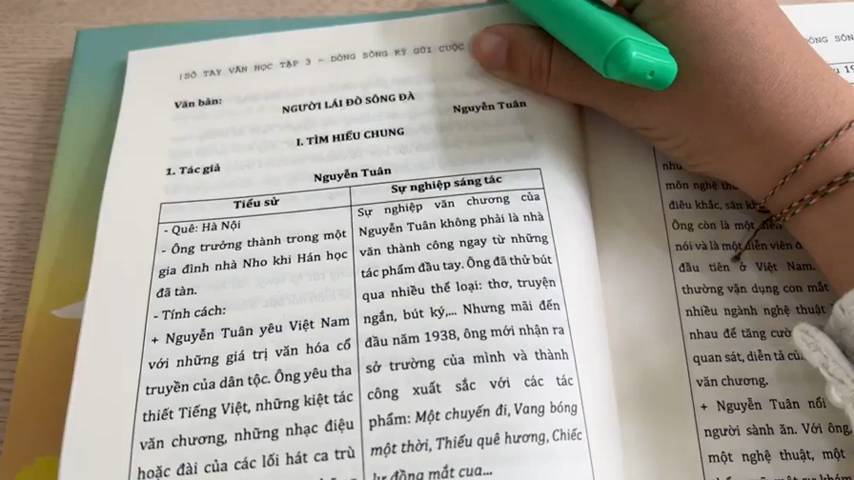 |SỔ TAY VĂN HỌC TẬP 3 – DÒNG SÔNG KÝ GỬI CUỘC
Văn bản:
NGƯỜI LÁI ĐÒ SÔNG ĐÀ
Nguyễn Tuân
I. TÌM HIỂU CHUNG
1. Tác giả
Nguyễn Tuân
Tiểu sử
- Quê: Hà Nội
- Ông trưởng thành trong một
gia đình nhà Nho khi Hán học
đã tàn.
- Tính cách:
+ Nguyễn Tuân yêu Việt Nam
với những giá trị văn hóa cổ
truyền của dân tộc. Ông yêu tha
thiết Tiếng Việt, những kiệt tác
văn chương, những nhạc điệu
hoặc đài của các lối hát ca trù
Sự nghiệp sáng tác
Sự nghiệp văn chương của
Nguyễn Tuân không phải là nhà
văn thành công ngay từ những
tác phẩm đầu tay. Ông đã thử bút
qua nhiều thể loại: thơ, truyện
ngắn, bút ký,... Nhưng mãi đến
đầu năm 1938, ông mới nhận ra
sở trường của mình và thành
công xuất sắc với các tác
phẩm: Một chuyến đi, Vang bóng
một thời, Thiếu quê hương, Chiếc
lư đồng mắt cua...
môn nghệ
điêu khắc, sân
Ông còn là một
nói và là một diễn viên
đầu tiên ở Việt Nam.
thường vận dụng con mắt
nhiều ngành nghệ thuật
nhau để tăng
quan sát, diễn tả
văn chương.
+ Nguyễn Tuân nổi
người sành ăn. Với ông,
một nghệ thuật, một